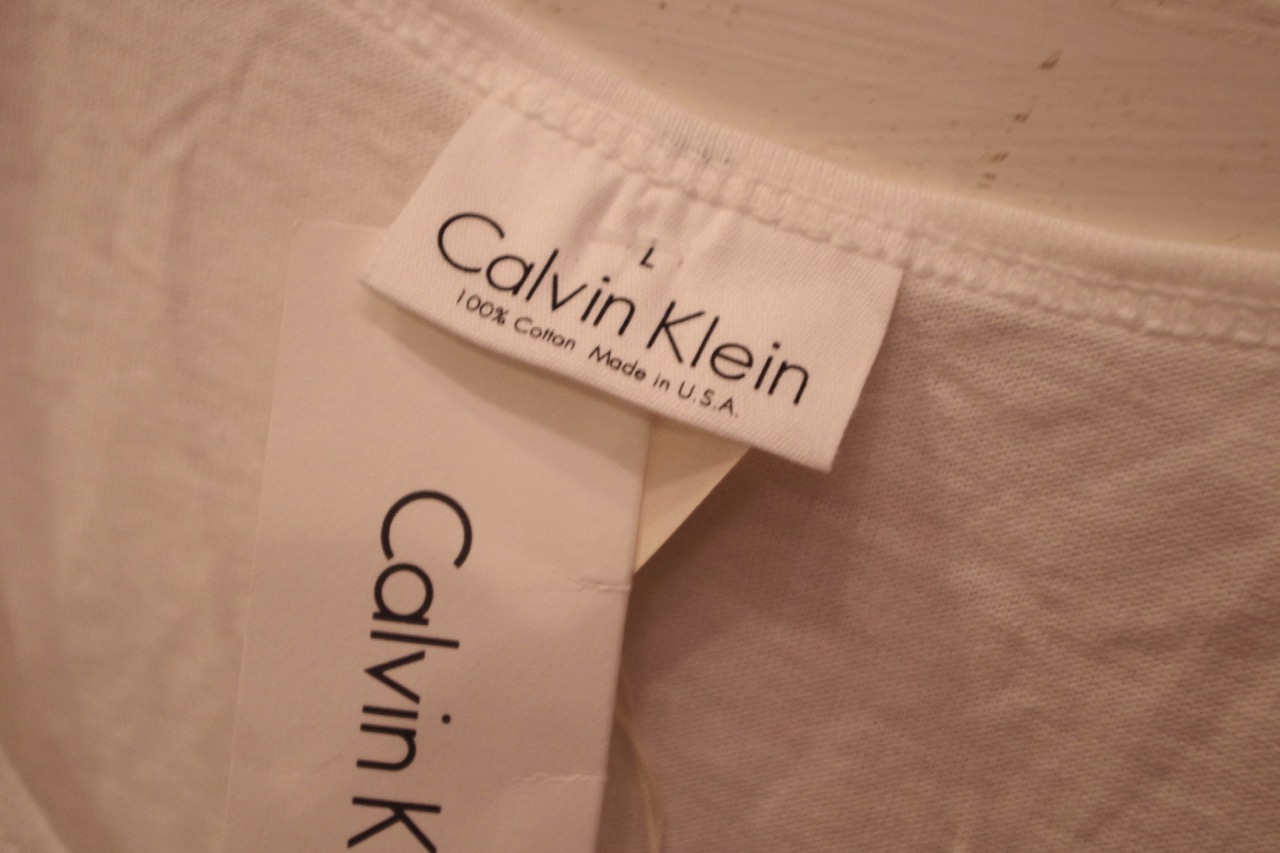 L
Calvin Klein
100% Cotton Made in U.S.A.
Calvin K